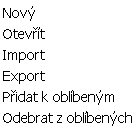 Nový
Otevřít
Import
Export
Přidat k oblíbeným
Odebrat z oblíbených